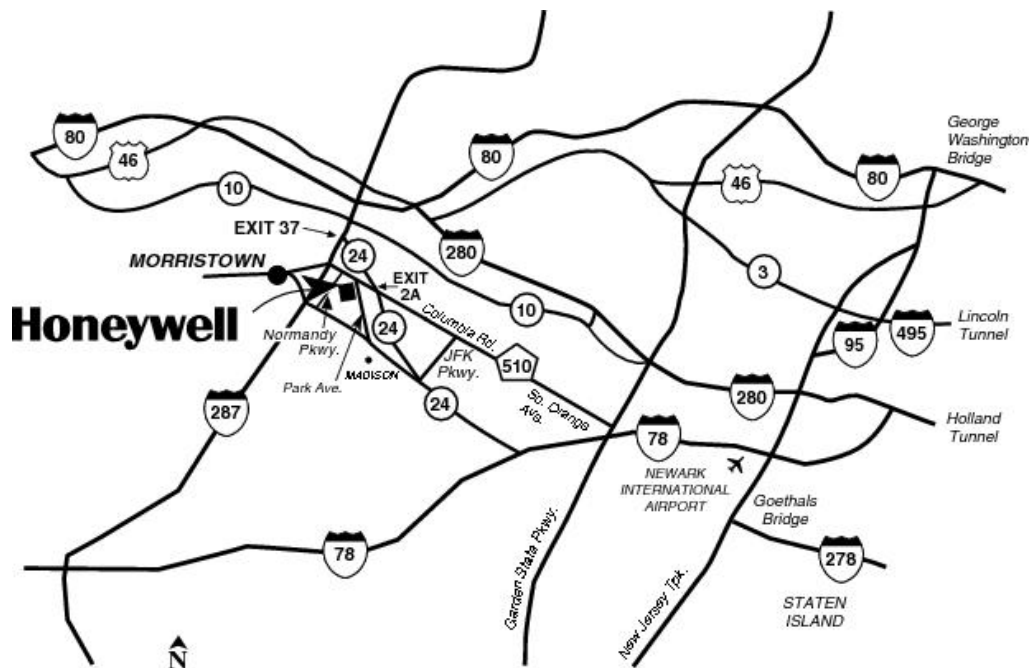 80
46
10
EXIT 37
24
MORRISTOWN
EXIT
2A
Honeywell
Normandy
Pkwy.
Park Ave.
24
MADISON
Columbia Rd.
JFK
Pkwy.
24
510
So. Orange
Ave.
287
78
80
280
10
46
80
George
Washington
Bridge
3
95
495
Lincoln
Tunnel
280
Holland
Tunnel
78
NEWARK
INTERNATIONAL
AIRPORT
Goethals
Bridge
278
STATEN
ISLAND
Garden State Pkwy.
New Jersey Tpk.
N